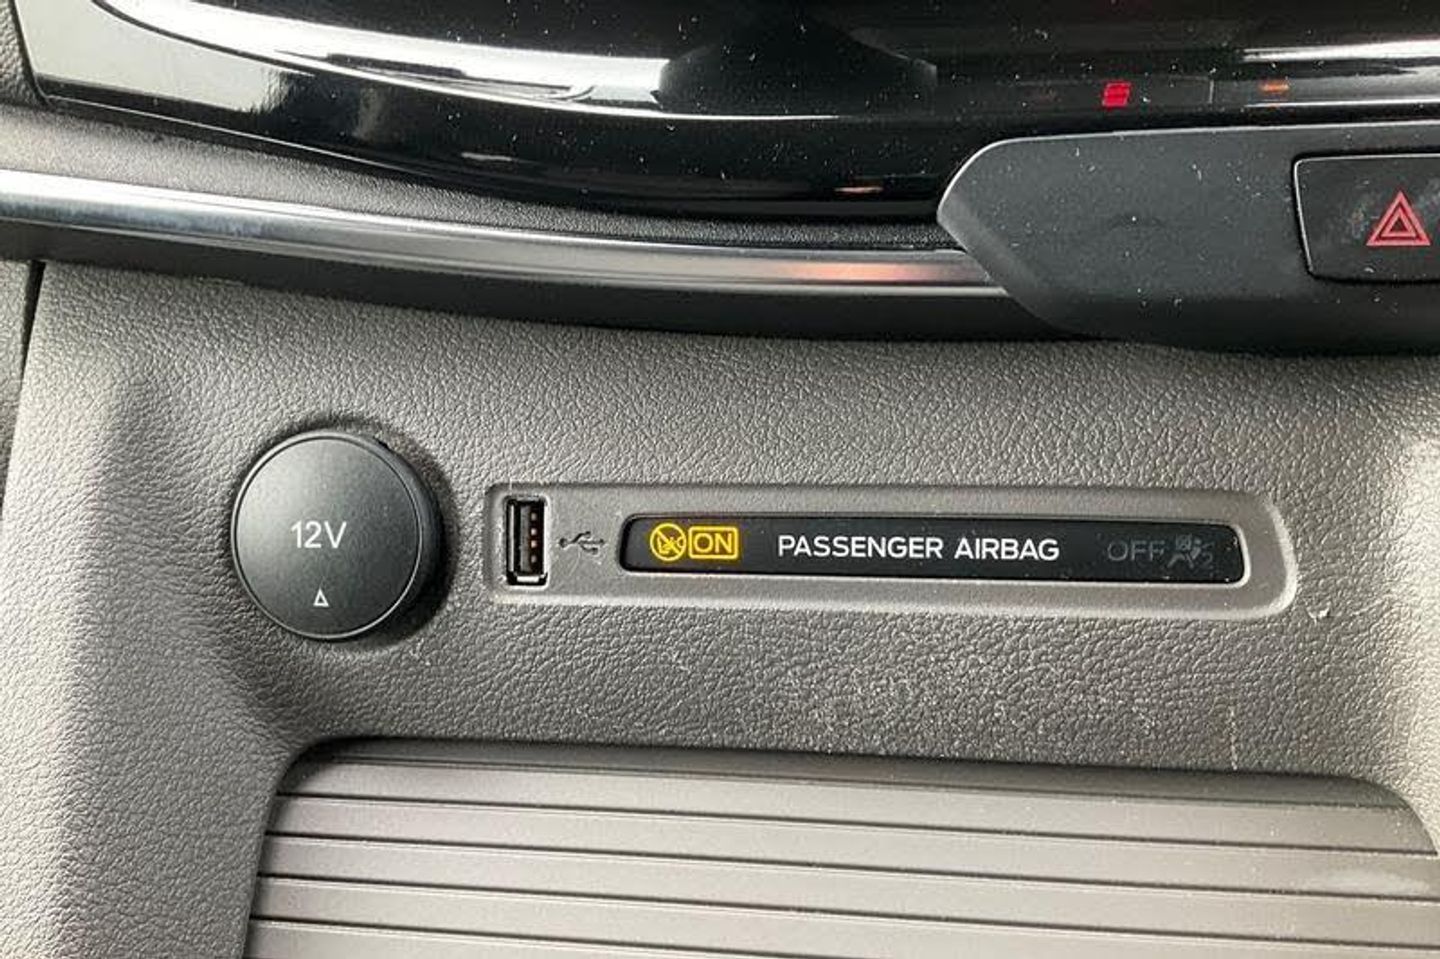 12V
ON PASSENGER AIRBAG OFF